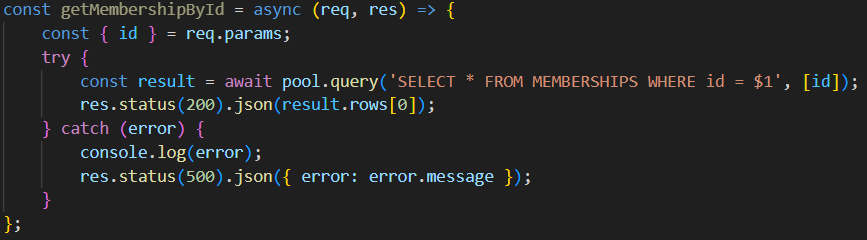 const getMembershipById = async (req, res) => {
    const { id } = req.params;
    try {
        const result = await pool.query('SELECT * FROM MEMBERSHIPS WHERE id = $1', [id]);
        res.status(200).json(result.rows[0]);
    } catch (error) {
        console.log(error);
        res.status(500).json({ error: error.message });
    }
};